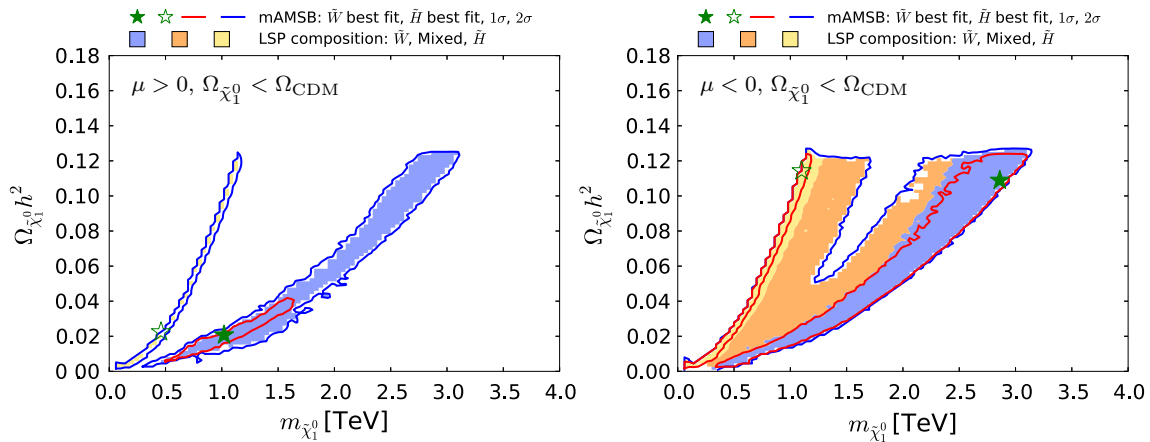 mAMSB: W̃ best fit, H̃ best fit, 1σ, 2σ
LSP composition: W̃, Mixed, H̃
μ > 0, Ω_χ̃₁⁰ < Ω_CDM
0.18
0.16
0.14
0.12
0.10
0.08
0.06
0.04
0.02
0.00
Ω_χ̃₁⁰ h²
0.0 0.5 1.0 1.5 2.0 2.5 3.0 3.5 4.0
m_χ̃₁⁰ [TeV]
mAMSB: W̃ best fit, H̃ best fit, 1σ, 2σ
LSP composition: W̃, Mixed, H̃
μ < 0, Ω_χ̃₁⁰ < Ω_CDM
0.18
0.16
0.14
0.12
0.10
0.08
0.06
0.04
0.02
0.00
Ω_χ̃₁⁰ h²
0.0 0.5 1.0 1.5 2.0 2.5 3.0 3.5 4.0
m_χ̃₁⁰ [TeV]